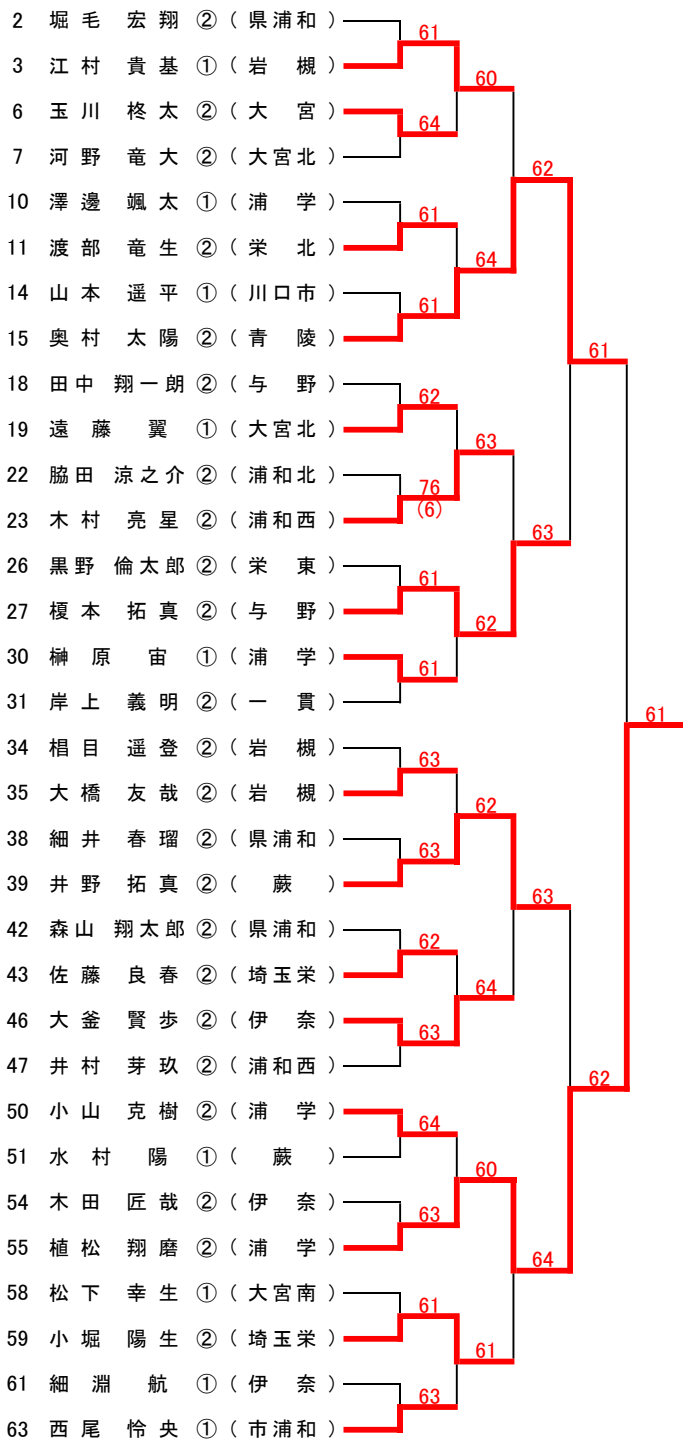 2 堀毛 宏翔 ② (県浦和)
61
3 江村 貴基 ① (岩槻)
60
6 玉川 柊太 ② (大宮)
64
7 河野 竜大 ② (大宮北)
62
10 澤邊 颯太 ① (浦学)
61
11 渡部 竜生 ② (栄北)
64
14 山本 遥平 ① (川口市)
61
15 奥村 太陽 ② (青陵)
61
18 田中 翔一朗 ② (与野)
62
19 遠藤 翼 ① (大宮北)
63
22 脇田 涼之介 ② (浦和北)
76
(6)
23 木村 亮星 ② (浦和西)
63
26 黒野 倫太郎 ② (栄東)
61
27 榎本 拓真 ② (与野)
62
30 榊原 宙 ① (浦学)
61
31 岸上 義明 ② (一貫)
61
34 椙目 遥登 ② (岩槻)
63
35 大橋 友哉 ② (岩槻)
62
38 細井 春瑠 ② (県浦和)
63
39 井野 拓真 ② (蕨)
63
42 森山 翔太郎 ② (県浦和)
62
43 佐藤 良春 ② (埼玉栄)
64
46 大釜 賢歩 ② (伊奈)
63
47 井村 芽玖 ② (浦和西)
62
50 小山 克樹 ② (浦学)
64
51 水村 陽 ① (蕨)
60
54 木田 匠哉 ② (伊奈)
63
55 植松 翔磨 ② (浦学)
64
58 松下 幸生 ① (大宮南)
61
59 小堀 陽生 ② (埼玉栄)
61
61 細淵 航 ① (伊奈)
63
63 西尾 怜央 ① (市浦和)